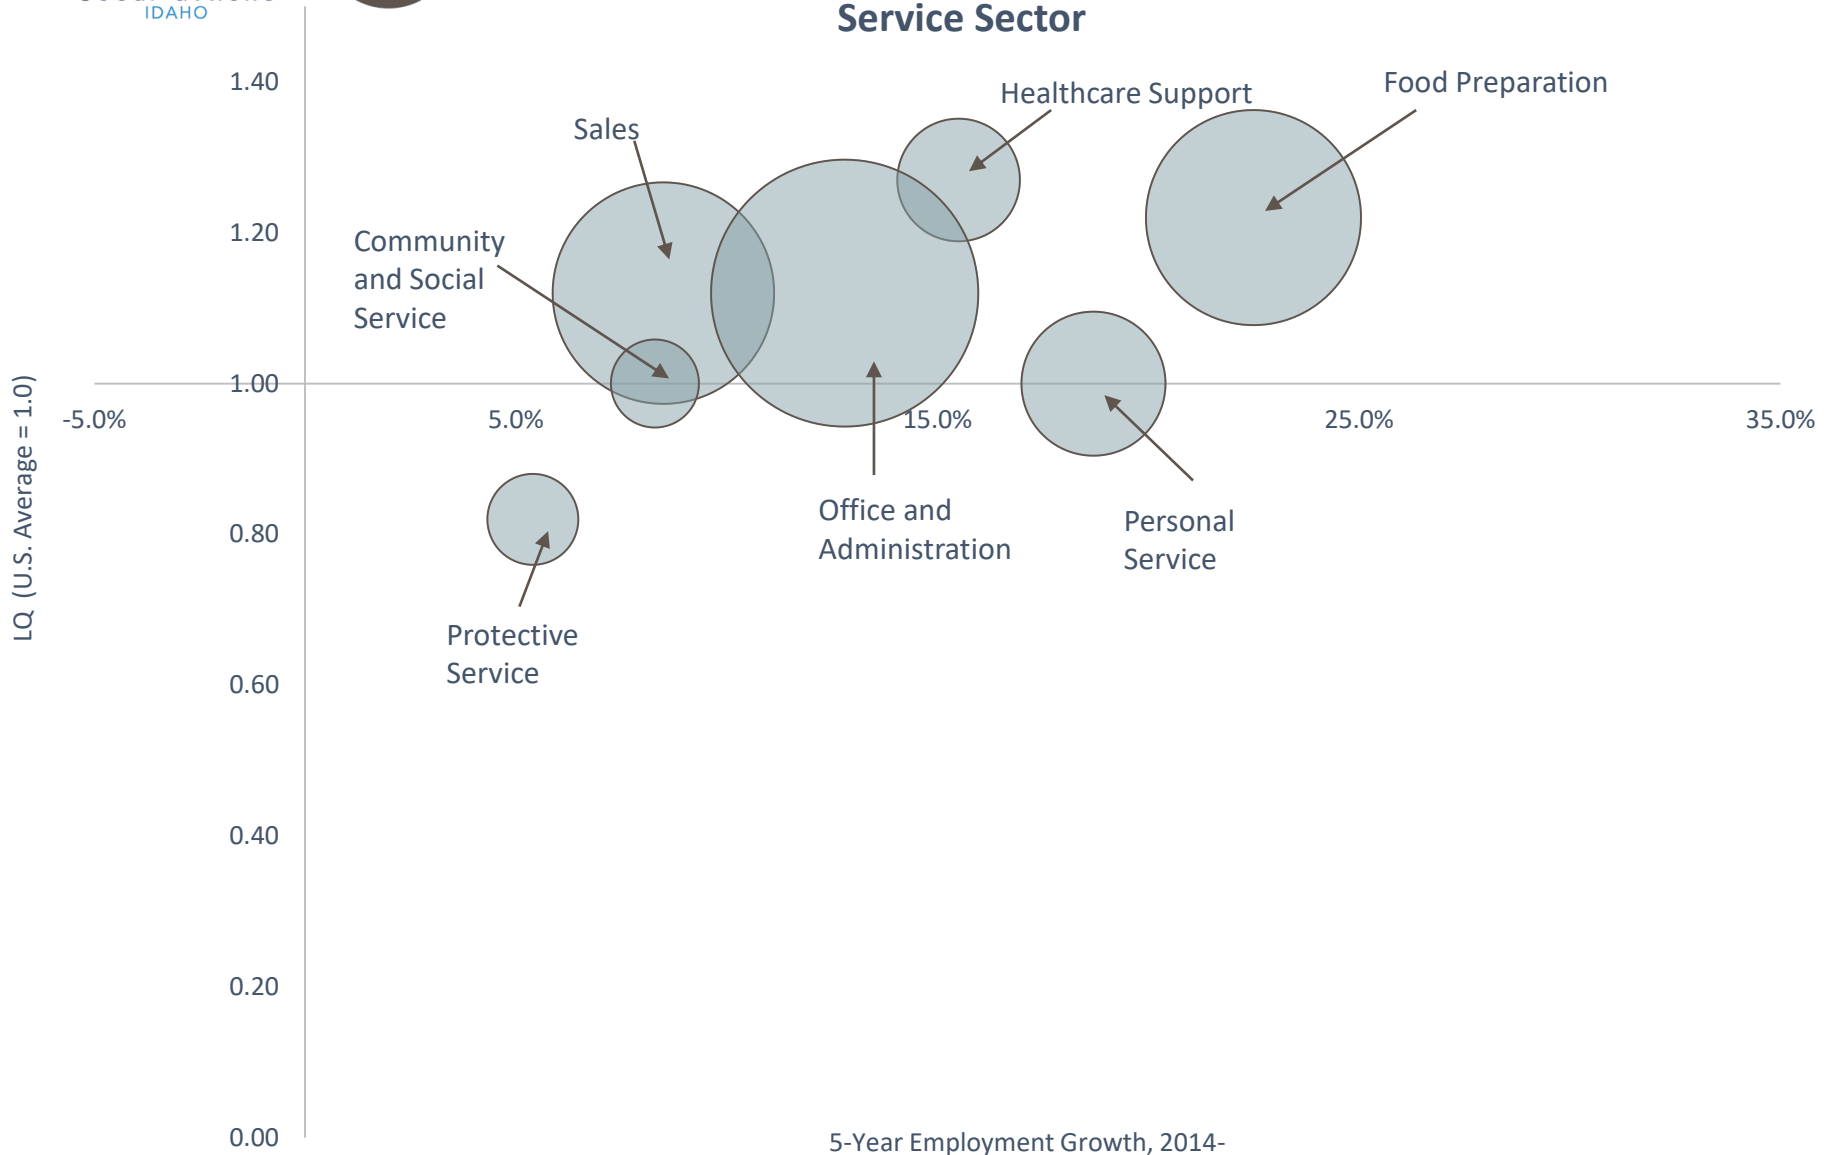 IDAHO
Service Sector
1.40
1.20
1.00
0.80
0.60
0.40
0.20
0.00
-5.0%
5.0%
15.0%
25.0%
35.0%
LQ (U.S. Average = 1.0)
Sales
Healthcare Support
Food Preparation
Community
and Social
Service
Office and
Administration
Personal
Service
Protective
Service
5-Year Employment Growth, 2014-